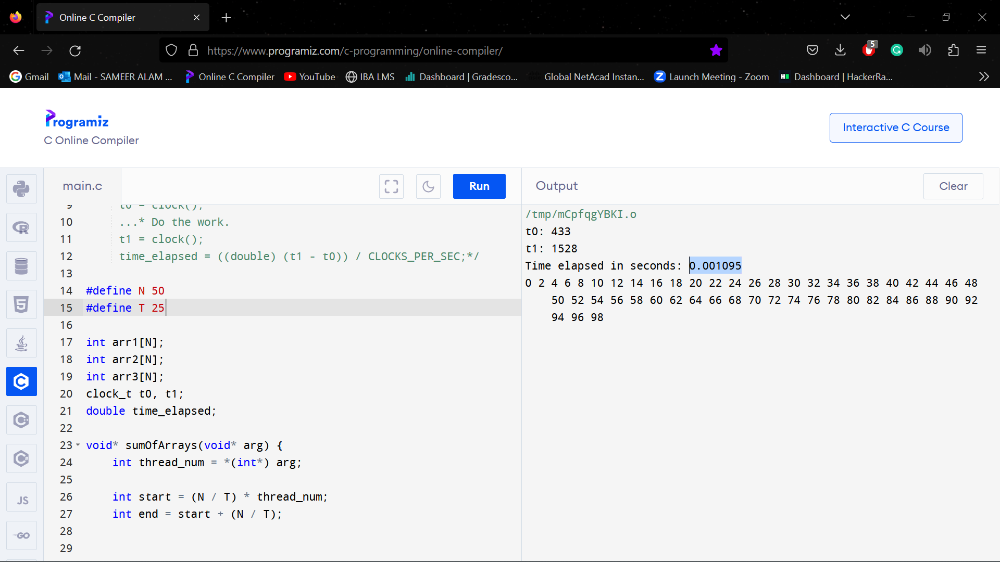 Online C Compiler
https://www.programiz.com/c-programming/online-compiler/
5
Gmail
Mail - SAMEER ALAM ...
Online C Compiler
YouTube
IBA LMS
Dashboard | Gradesco...
Global NetAcad Instan...
Launch Meeting - Zoom
Dashboard | HackerRa...
Programiz
C Online Compiler
Interactive C Course
main.c
Run
Output
Clear
9 t0 = clock();
10 ...* Do the work.
11 t1 = clock();
12 time_elapsed = ((double) (t1 - t0)) / CLOCKS_PER_SEC;*/
13
14 #define N 50
15 #define T 25
16
17 int arr1[N];
18 int arr2[N];
19 int arr3[N];
20 clock_t t0, t1;
21 double time_elapsed;
22
23 void* sumOfArrays(void* arg) {
24 int thread_num = *(int*) arg;
25
26 int start = (N / T) * thread_num;
27 int end = start + (N / T);
28
29
/tmp/mCpfqgYBKI.o
t0: 433
t1: 1528
Time elapsed in seconds: 0.001095
0 2 4 6 8 10 12 14 16 18 20 22 24 26 28 30 32 34 36 38 40 42 44 46 48
50 52 54 56 58 60 62 64 66 68 70 72 74 76 78 80 82 84 86 88 90 92
94 96 98
JS
GO